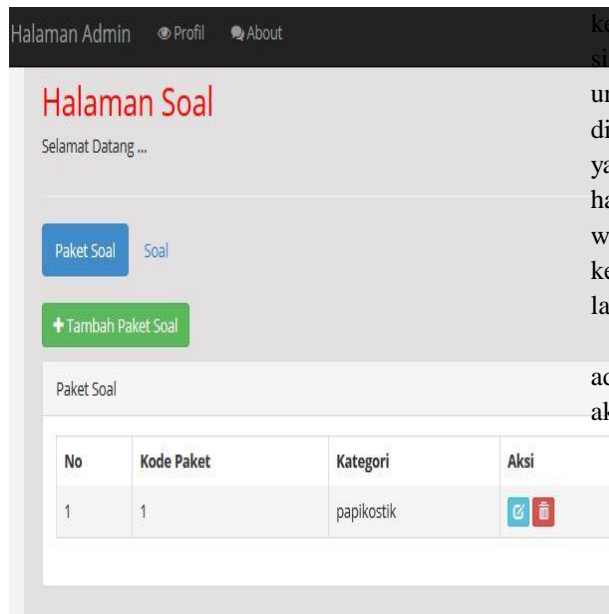 Halaman Admin Profil About
Halaman Soal
Selamat Datang ...
Paket Soal Soal
+ Tambah Paket Soal
Paket Soal
No Kode Paket Kategori Aksi
1 1 papikostik